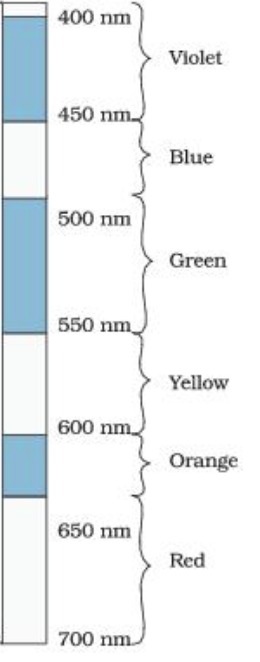 400 nm
Violet
450 nm
Blue
500 nm
Green
550 nm
Yellow
600 nm
Orange
650 nm
Red
700 nm